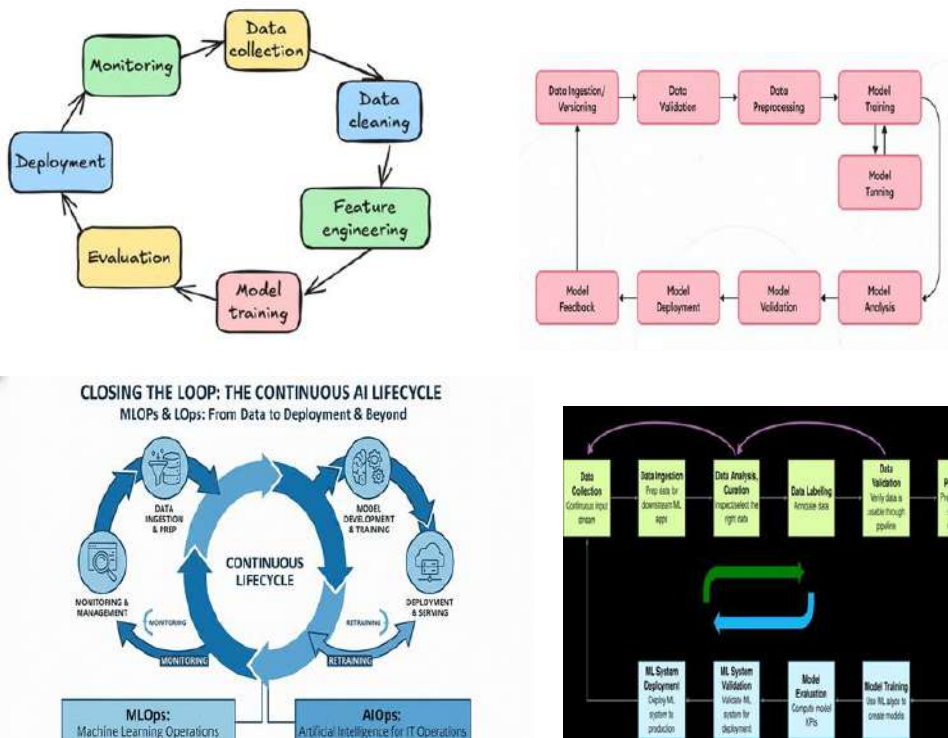 Data
collection
Data
cleaning
Feature
engineering
Model
training
Evaluation
Deployment
Monitoring
Data Ingestion/
Versioning
Data
Validation
Data
Preprocessing
Model
Training
Model
Tunning
Model
Analysis
Model
Validation
Model
Deployment
Model
Feedback
CLOSING THE LOOP: THE CONTINUOUS AI LIFECYCLE
MLOPs & LOps: From Data to Deployment & Beyond
DATA
INGESTION
& PREP
MODEL
DEVELOPMENT
& TRAINING
CONTINUOUS
LIFECYCLE
MONITORING &
MANAGEMENT
DEPLOYMENT
& SERVING
MONITORING
RETRAINING
MONITORING
RETRAINING
MLOps:
Machine Learning Operations
AIOps:
Artificial Intelligence for IT Operations
Data
Collection
Continuous input
stream
Data Ingestion
Prep data for
downstream ML
apps
Data Analysis,
Curation
Inspect/select the
right data
Data Labeling
Annotate data
Data
Validation
Verify data is
usable through
pipeline
ML System
Deployment
Deploy ML
system to
production
ML System
Validation
Validate ML
system for
deployment
Model
Evaluation
Compute model
KPIs
Model Training
Use ML algos to
create models